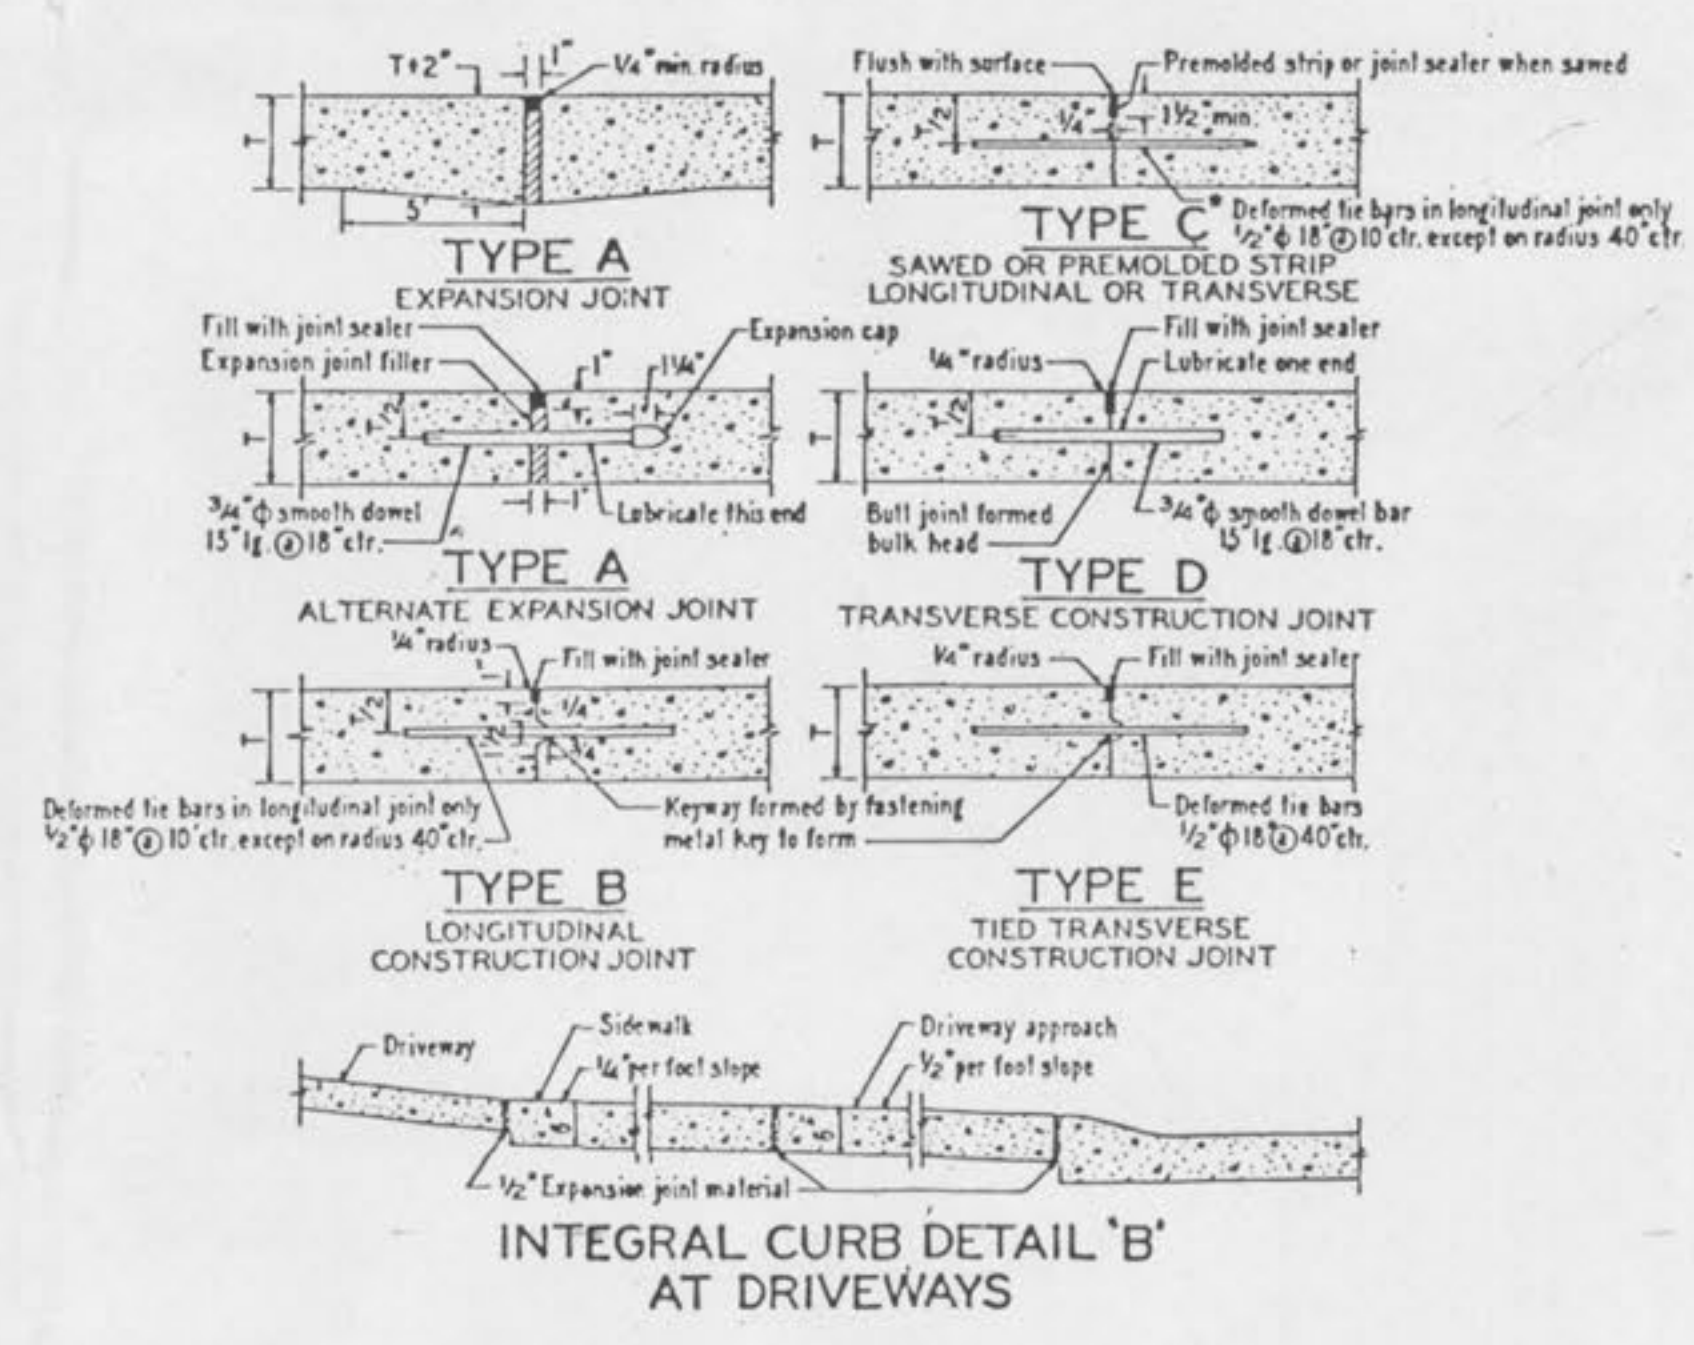 T+2" 1" 1/4" min. radius
T
5'
TYPE A
EXPANSION JOINT
Flush with surface
Premolded strip or joint sealer when sawed
T T/2 1/4" 1 1/2" min.
Deformed tie bars in longitudinal joint only
1/2" ϕ 18" @ 10" ctr. except on radius 40" ctr.
TYPE C
SAWED OR PREMOLDED STRIP
LONGITUDINAL OR TRANSVERSE
Fill with joint sealer
Expansion joint filler
Expansion cap
1" 1 1/4"
T T/2
1"
3/4" ϕ smooth dowel
15" lg. @ 18" ctr.
Lubricate this end
TYPE A
ALTERNATE EXPANSION JOINT
Fill with joint sealer
1/4" radius
Lubricate one end
T T/2
Butt joint formed
bulk head
3/4" ϕ smooth dowel bar
15" lg. @ 18" ctr.
TYPE D
TRANSVERSE CONSTRUCTION JOINT
1/4" radius
Fill with joint sealer
T T/2 1/4
1 1/2 3/4
Deformed tie bars in longitudinal joint only
1/2" ϕ 18" @ 10" ctr. except on radius 40" ctr.
Keyway formed by fastening
metal key to form
TYPE B
LONGITUDINAL
CONSTRUCTION JOINT
1/4" radius
Fill with joint sealer
T
Deformed tie bars
1/2" ϕ 18" @ 40" ctr.
TYPE E
TIED TRANSVERSE
CONSTRUCTION JOINT
Driveway
Sidewalk
1/4" per foot slope
Driveway approach
1/2" per foot slope
6 6
1/2" Expansion joint material
INTEGRAL CURB DETAIL 'B'
AT DRIVEWAYS